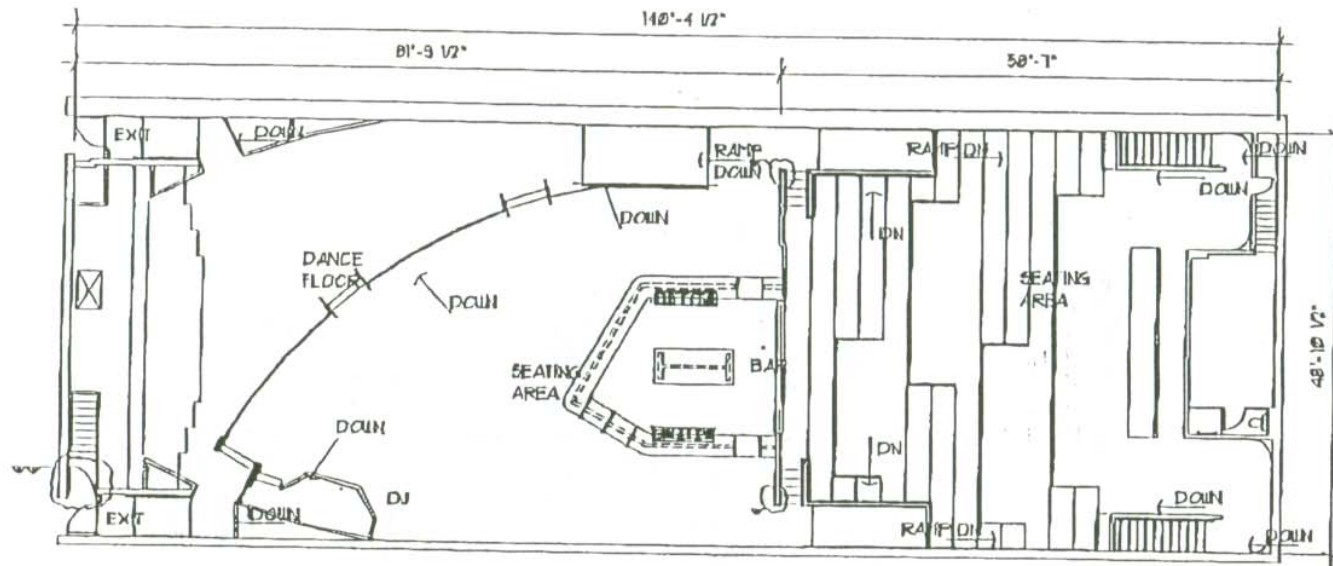 140'-4 1/2"
81'-9 1/2"
58'-7"
EXIT
DOWN
RAMP
DOWN
RAMP DN
DOWN
DOWN
DOWN
DN
DANCE
FLOOR
DOWN
SEATING
AREA
48'-10 1/2"
BAR
SEATING
AREA
DOWN
DN
DJ
DOWN
EXIT
DOWN
RAMP DN
DOWN